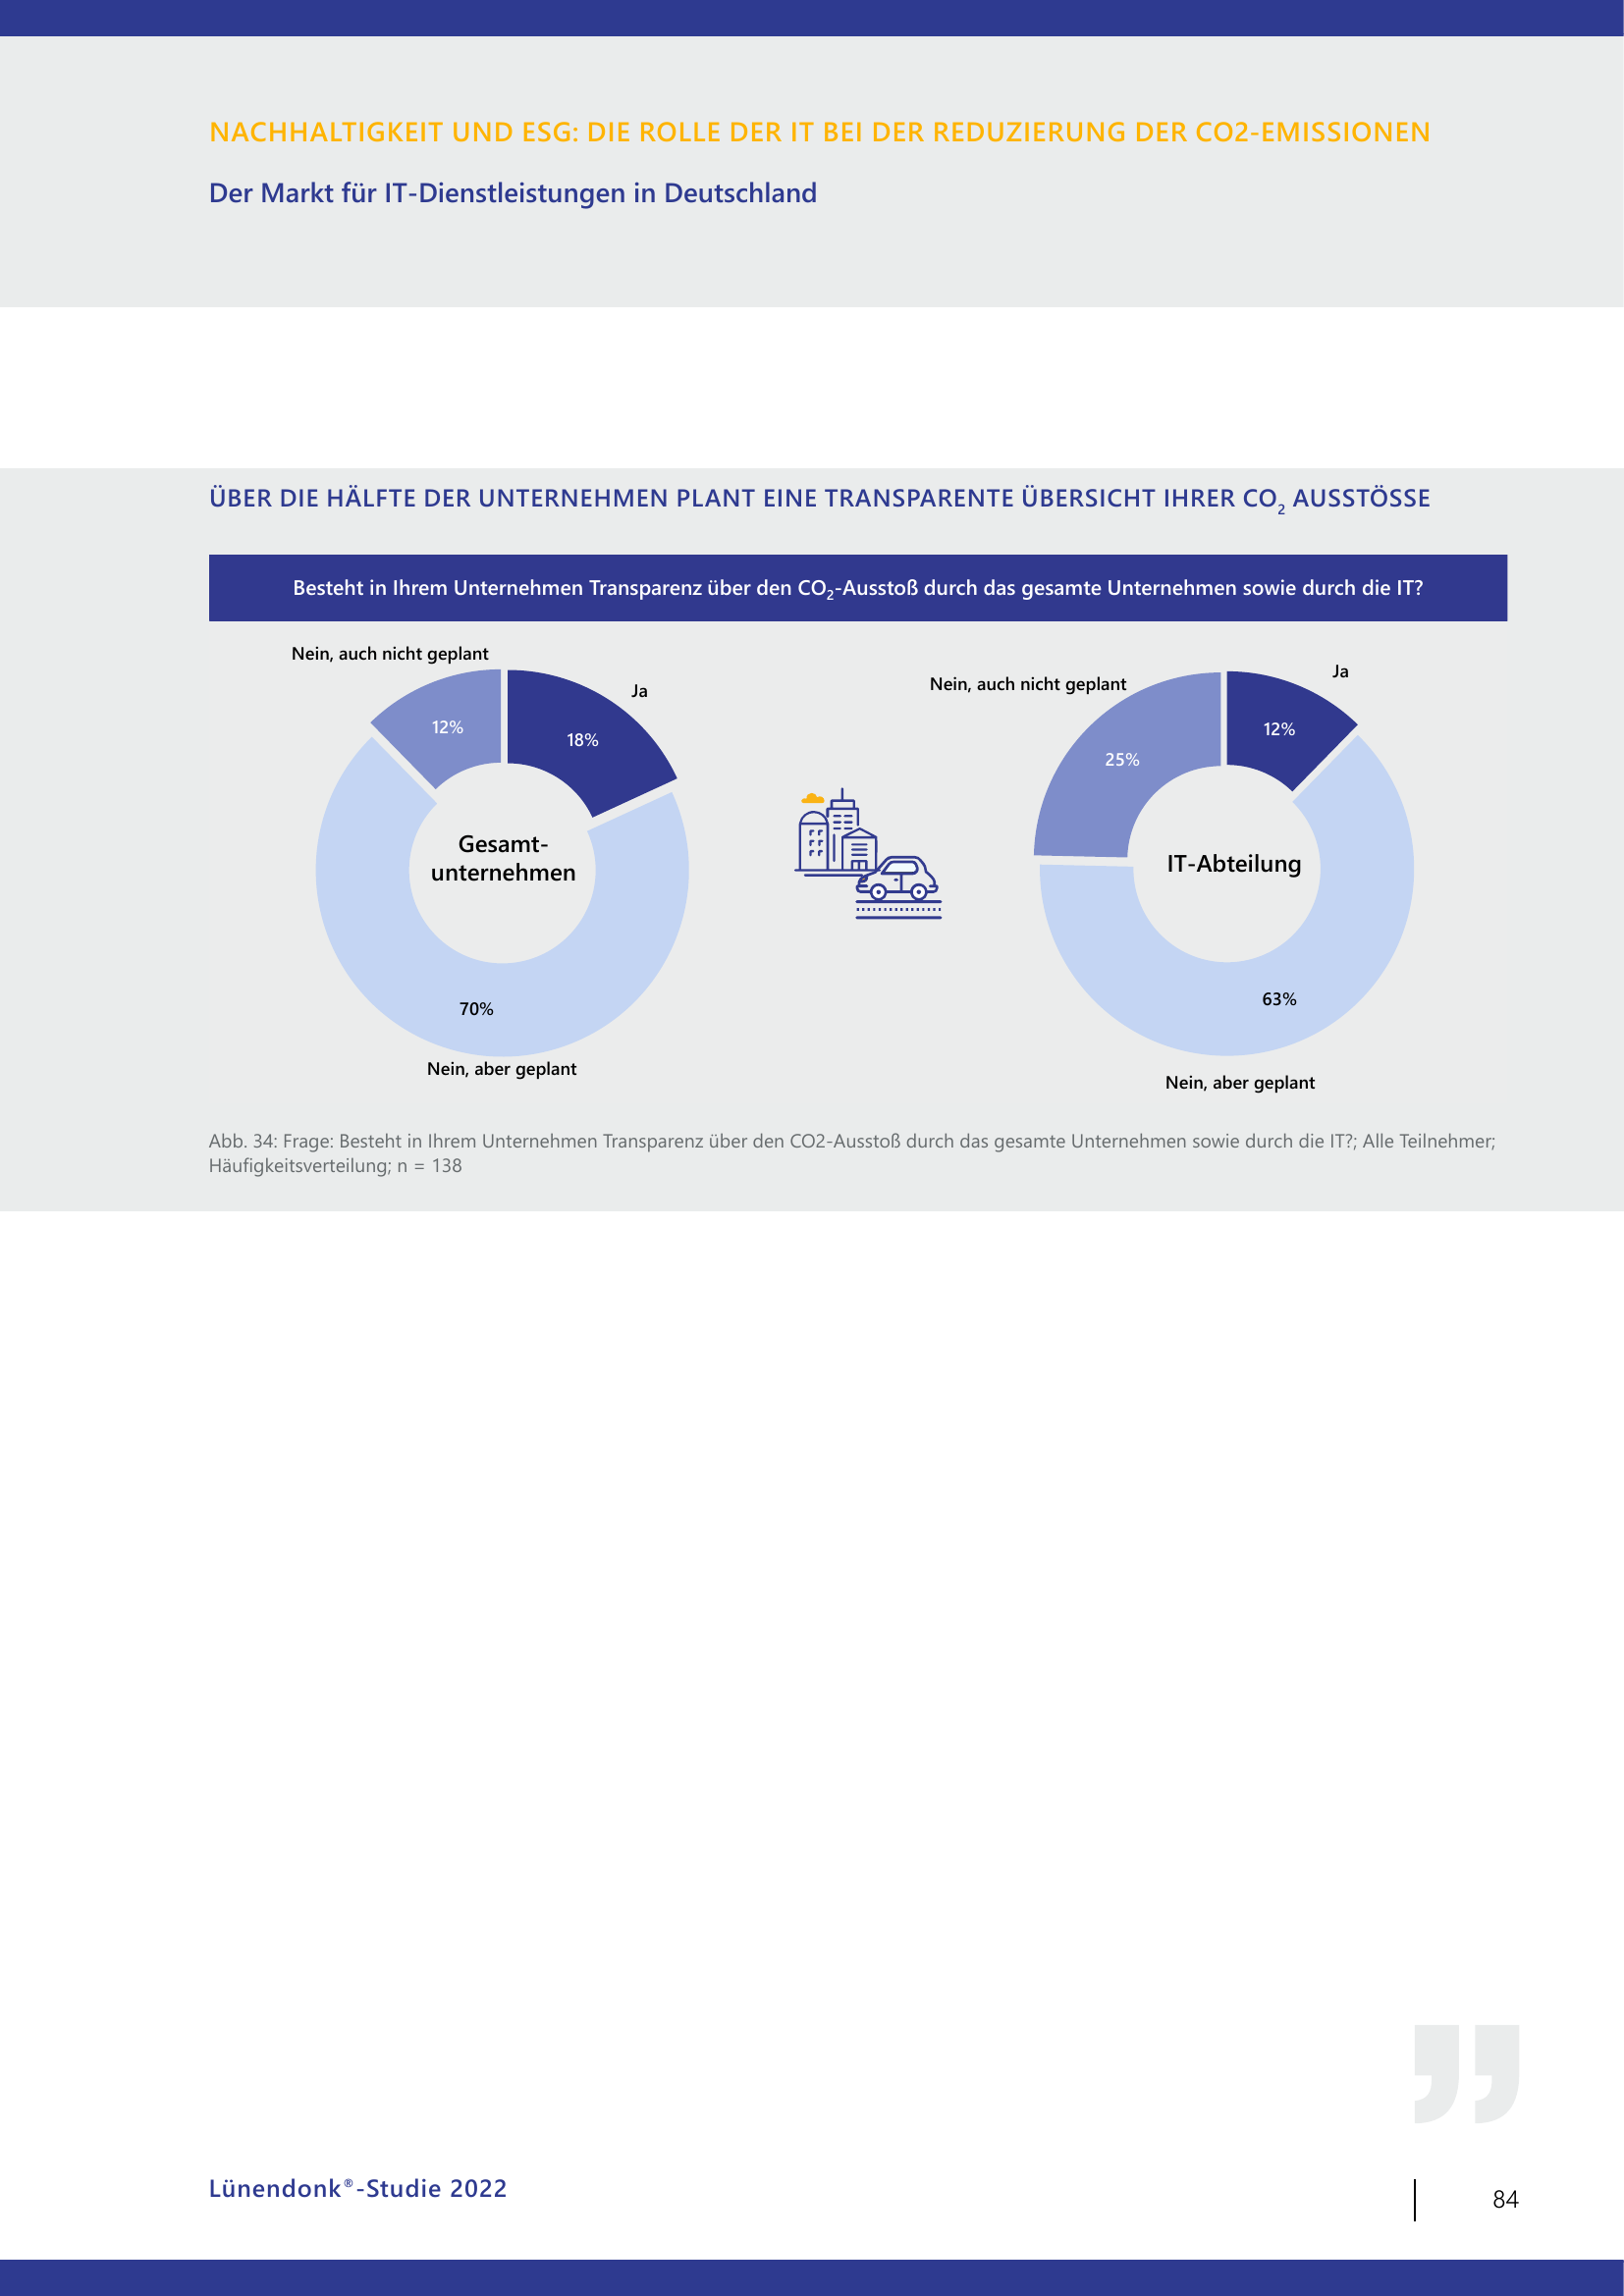 NACHHALTIGKEIT UND ESG: DIE ROLLE DER IT BEI DER REDUZIERUNG DER CO2-EMISSIONEN
Der Markt für IT-Dienstleistungen in Deutschland
ÜBER DIE HÄLFTE DER UNTERNEHMEN PLANT EINE TRANSPARENTE ÜBERSICHT IHRER CO₂ AUSSTÖSSE
Besteht in Ihrem Unternehmen Transparenz über den CO₂-Ausstoß durch das gesamte Unternehmen sowie durch die IT?
Nein, auch nicht geplant
Ja
12%
18%
Gesamt-
unternehmen
70%
Nein, aber geplant
Nein, auch nicht geplant
Ja
12%
25%
IT-Abteilung
63%
Nein, aber geplant
Abb. 34: Frage: Besteht in Ihrem Unternehmen Transparenz über den CO2-Ausstoß durch das gesamte Unternehmen sowie durch die IT?; Alle Teilnehmer;
Häufigkeitsverteilung; n = 138
Lünendonk®-Studie 2022
84